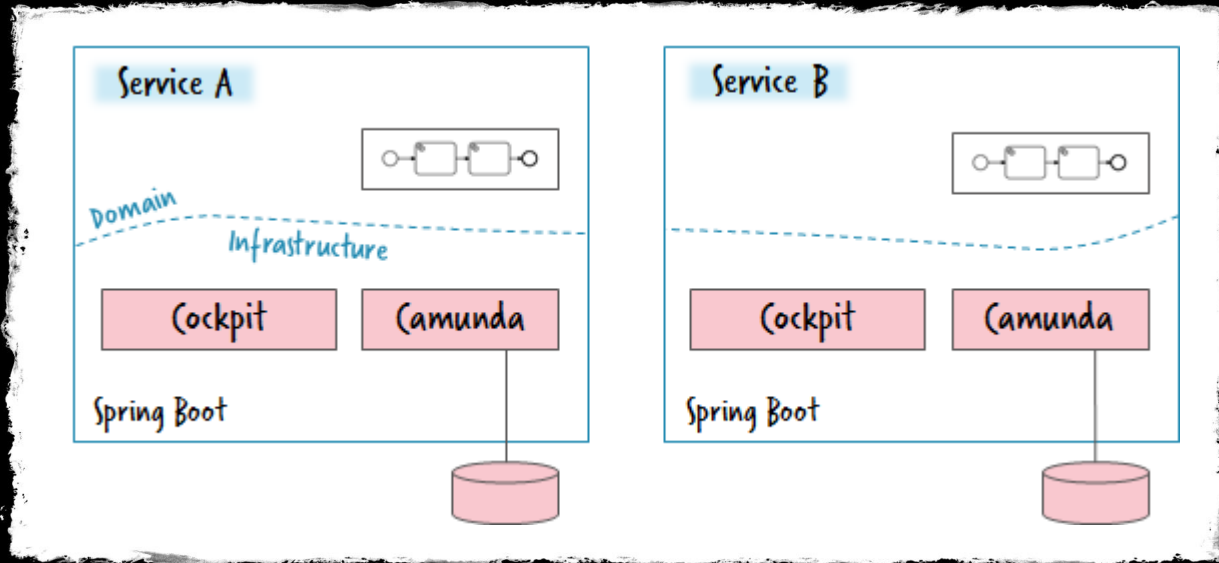 Service A
Domain
Infrastructure
Cockpit
Camunda
Spring Boot
Service B
Cockpit
Camunda
Spring Boot